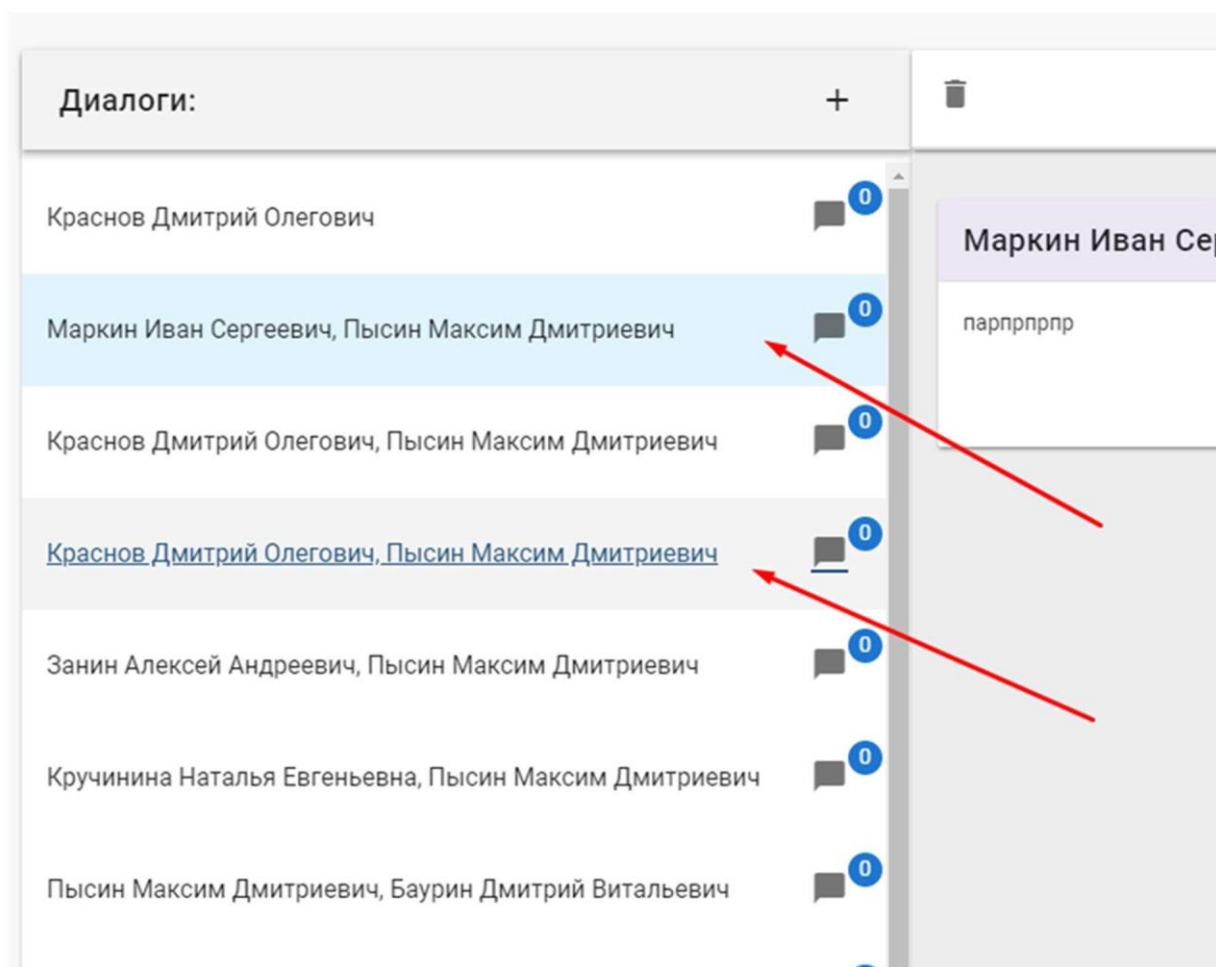 Диалоги: +
Краснов Дмитрий Олегович 0
Маркин Иван Сер
Маркин Иван Сергеевич, Пысин Максим Дмитриевич 0
парпрпрпр
Краснов Дмитрий Олегович, Пысин Максим Дмитриевич 0
Краснов Дмитрий Олегович, Пысин Максим Дмитриевич 0
Занин Алексей Андреевич, Пысин Максим Дмитриевич 0
Кручинина Наталья Евгеньевна, Пысин Максим Дмитриевич 0
Пысин Максим Дмитриевич, Баурин Дмитрий Витальевич 0